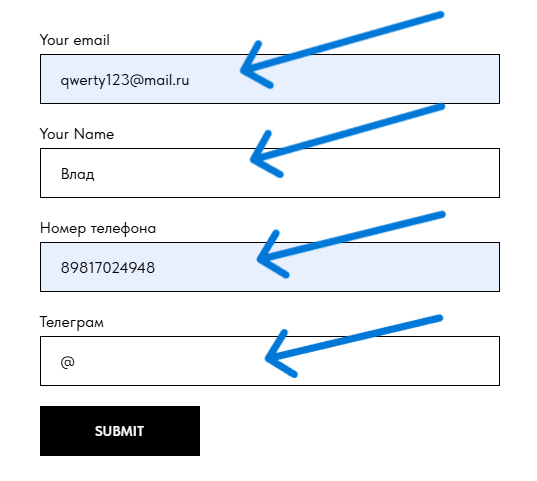 Your email
qwerty123@mail.ru
Your Name
Влад
Номер телефона
89817024948
Телеграм
@
SUBMIT